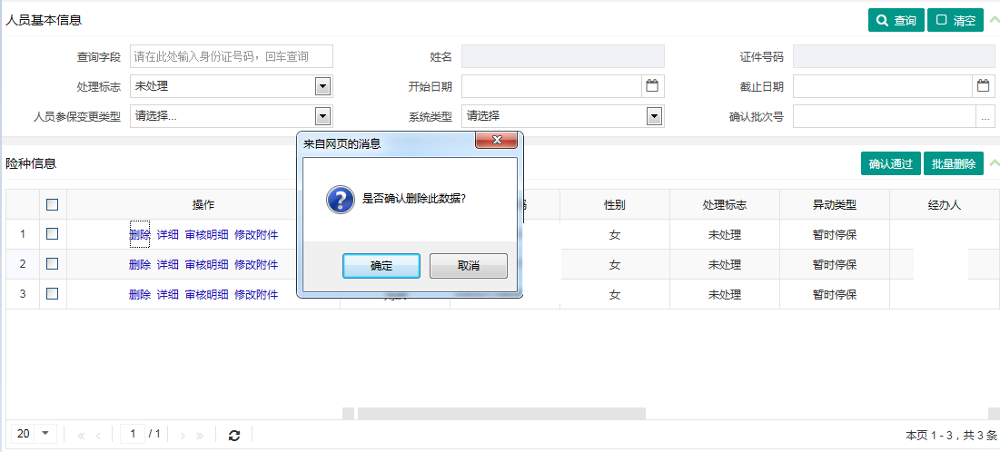 人员基本信息 查询 清空
查询字段 请在此处输入身份证号码，回车查询 姓名 证件号码
处理标志 未处理 开始日期 截止日期
人员参保变更类型 请选择... 系统类型 请选择 确认批次号 ...
来自网页的消息
是否确认删除此数据?
确定 取消
险种信息 确认通过 批量删除
操作 性别 处理标志 异动类型 经办人
1 删除 详细 审核明细 修改附件 女 未处理 暂时停保
2 删除 详细 审核明细 修改附件 女 未处理 暂时停保
3 删除 详细 审核明细 修改附件 女 未处理 暂时停保
20 1 / 1 本页 1 - 3，共 3 条